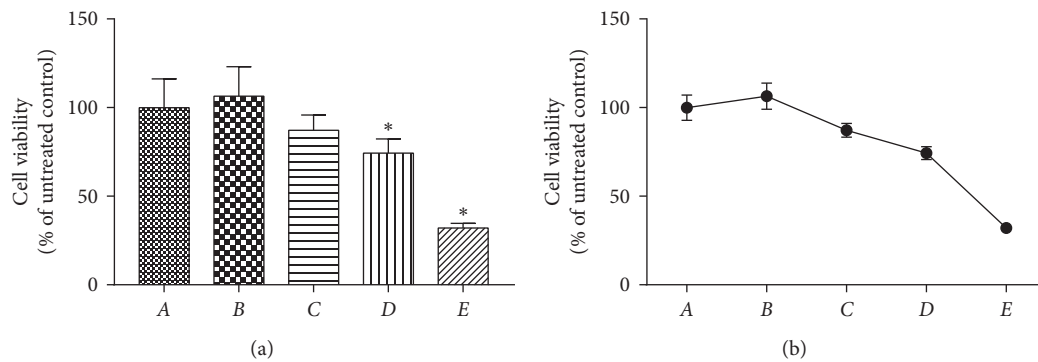 Cell viability
(% of untreated control)
150
100
50
0
*
*
A
B
C
D
E
(a)
Cell viability
(% of untreated control)
150
100
50
0
A
B
C
D
E
(b)